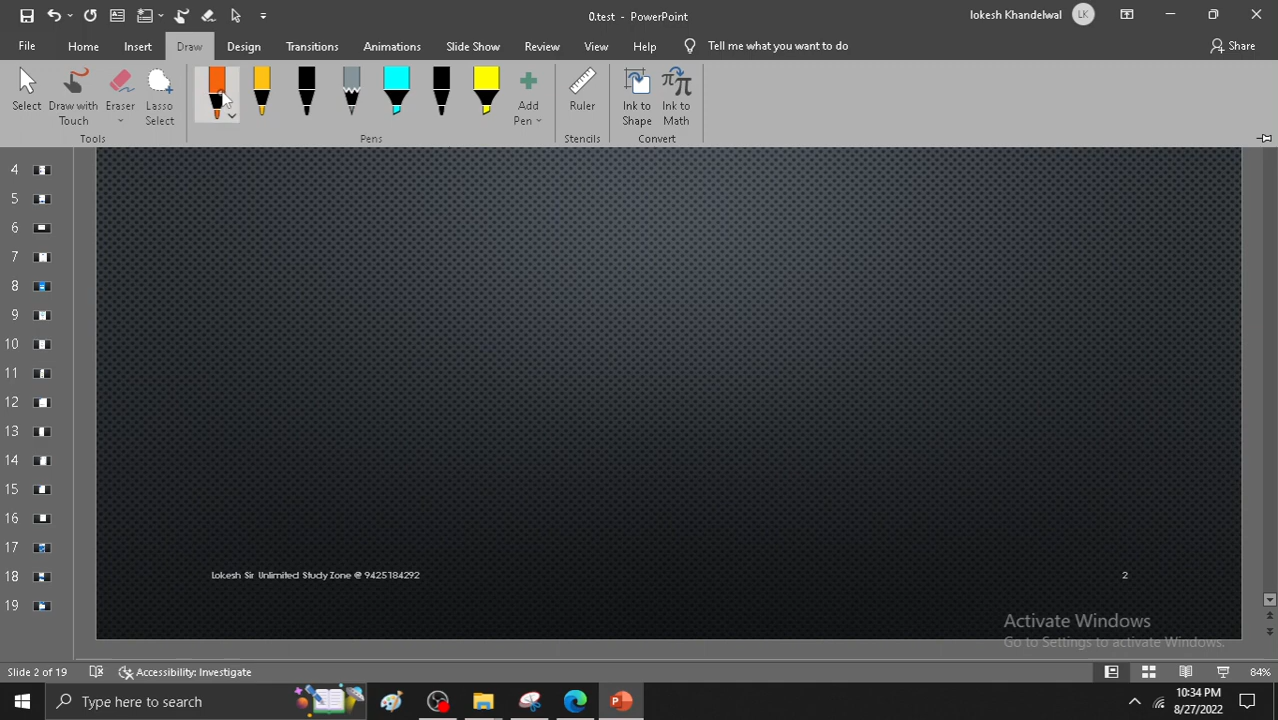 0.test - PowerPoint
lokesh Khandelwal
LK
File
Home
Insert
Draw
Design
Transitions
Animations
Slide Show
Review
View
Help
Tell me what you want to do
Share
Select
Draw with Touch
Eraser
Lasso Select
Add Pen
Ruler
Ink to Shape
Ink to Math
Tools
Pens
Stencils
Convert
4
5
6
7
8
9
10
11
12
13
14
15
16
17
18
19
Lokesh Sir Unlimited Study Zone @ 9425184292
2
Activate Windows
Go to Settings to activate Windows.
Slide 2 of 19
Accessibility: Investigate
84%
Type here to search
10:34 PM
8/27/2022